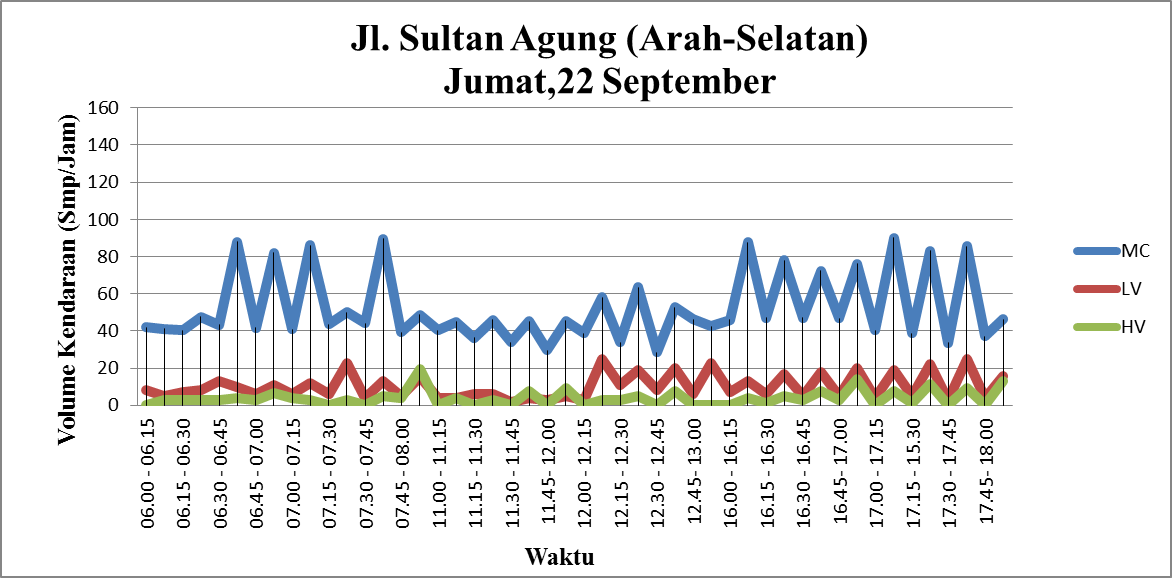 Jl. Sultan Agung (Arah-Selatan)
Jumat,22 September
Volume Kendaraan (Smp/Jam)
160
140
120
100
80
60
40
20
0
06.00 - 06.15
06.15 - 06.30
06.30 - 06.45
06.45 - 07.00
07.00 - 07.15
07.15 - 07.30
07.30 - 07.45
07.45 - 08.00
11.00 - 11.15
11.15 - 11.30
11.30 - 11.45
11.45- 12.00
12.00 - 12.15
12.15 - 12.30
12.30 - 12.45
12.45- 13.00
16.00 - 16.15
16.15 - 16.30
16.30 - 16.45
16.45 - 17.00
17.00 - 17.15
17.15 - 15.30
17.30 - 17.45
17.45- 18.00
Waktu
MC
LV
HV